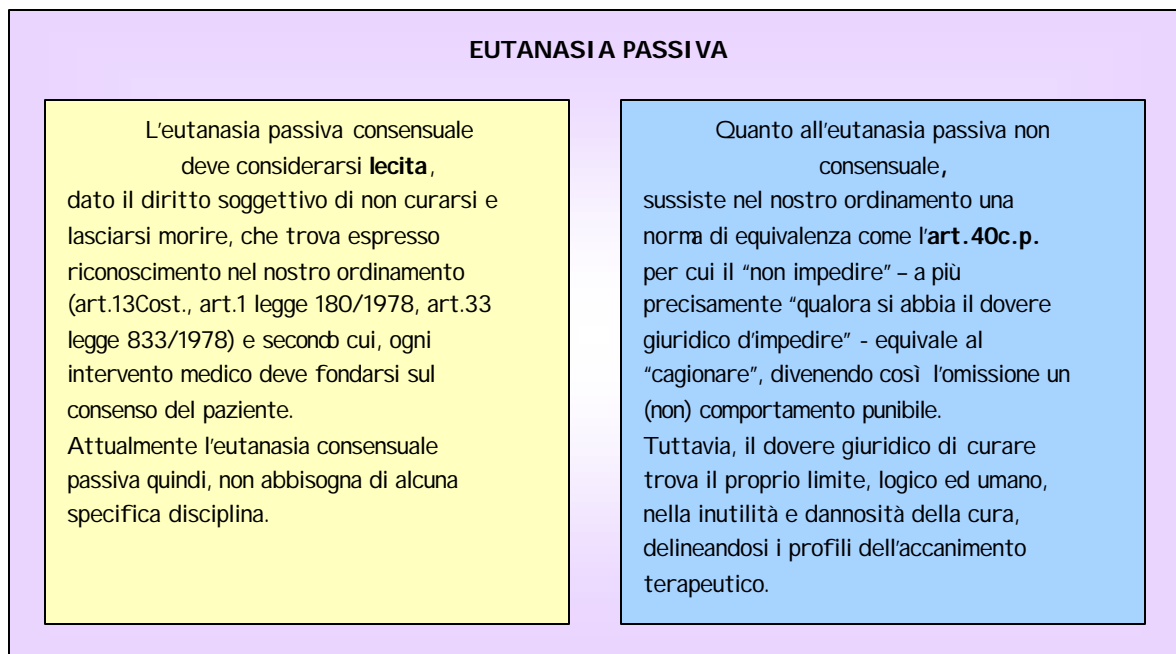 EUTANASIA PASSIVA
L'eutanasia passiva consensuale
deve considerarsi lecita,
dato il diritto soggettivo di non curarsi e
lasciarsi morire, che trova espresso
riconoscimento nel nostro ordinamento
(art.13Cost., art.1 legge 180/1978, art.33
legge 833/1978) e secondo cui, ogni
intervento medico deve fondarsi sul
consenso del paziente.
Attualmente l'eutanasia consensuale
passiva quindi, non abbisogna di alcuna
specifica disciplina.
Quanto all'eutanasia passiva non
consensuale,
sussiste nel nostro ordinamento una
norma di equivalenza come l'art.40c.p.
per cui il "non impedire" – a più
precisamente "qualora si abbia il dovere
giuridico d'impedire" - equivale al
"cagionare", divenendo così l'omissione un
(non) comportamento punibile.
Tuttavia, il dovere giuridico di curare
trova il proprio limite, logico ed umano,
nella inutilità e dannosità della cura,
delineandosi i profili dell'accanimento
terapeutico.